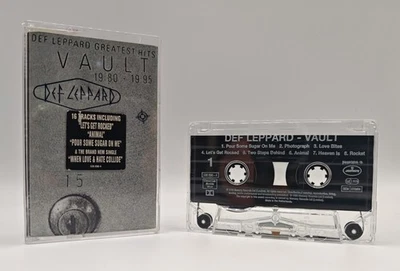 DEF LEPPARD GREATEST HITS
VAULT
1980 - 1995
DEF LEPPARD
16 TRACKS INCLUDING
"LET'S GET ROCKED"
"ANIMAL"
"POUR SOME SUGAR ON ME"
& THE BRAND NEW SINGLE
"WHEN LOVE & HATE COLLIDE"
15
DEF LEPPARD - VAULT
1. Pour Some Sugar On Me 2. Photograph 3. Love Bites
4. Let's Get Rocked 5. Two Steps Behind 6. Animal 7. Heaven Is 8. Rocket
1